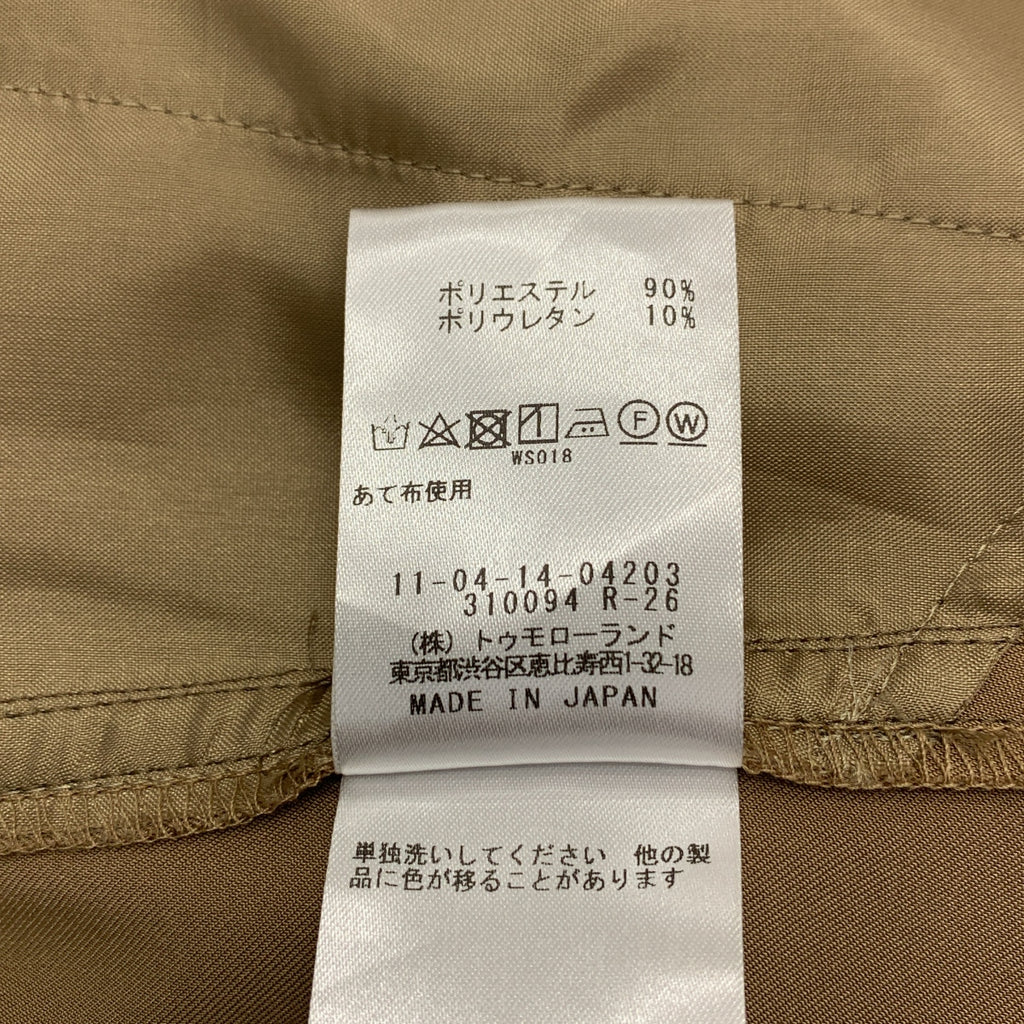 ポリエステル 90%
ポリウレタン 10%
F W
WS018
あて布使用
11-04-14-04203
310094 R-26
(株) トゥモローランド
東京都渋谷区恵比寿西1-32-18
MADE IN JAPAN
単独洗いしてください 他の製
品に色が移ることがあります